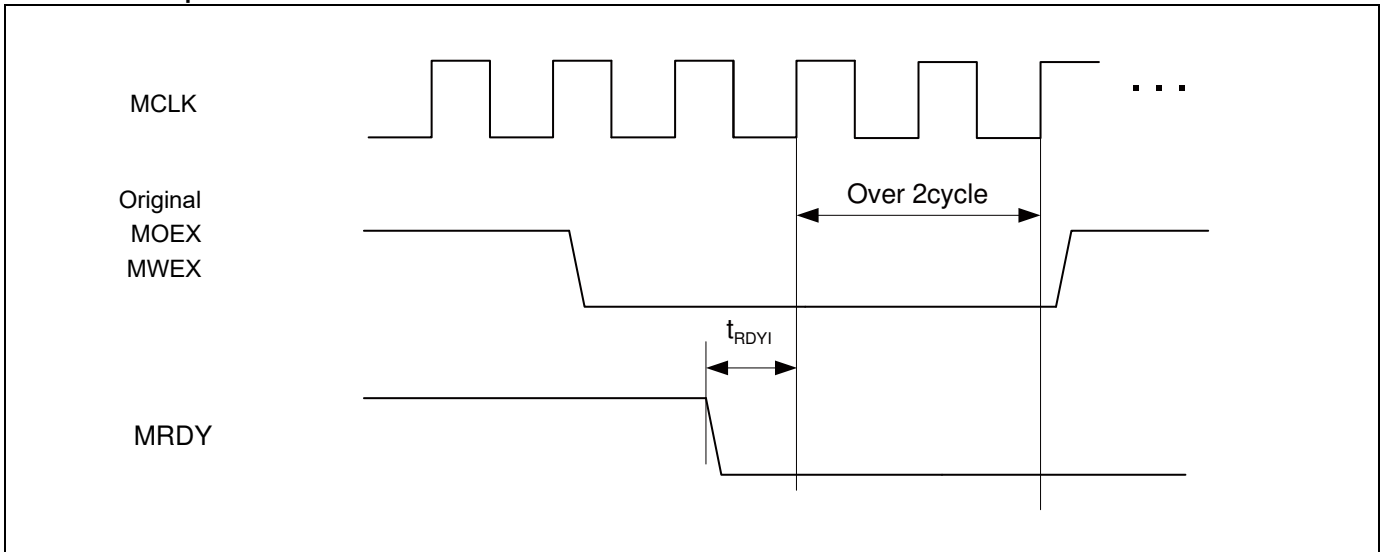 MCLK
. . .
Original
MOEX
MWEX
Over 2cycle
tRDYI
MRDY